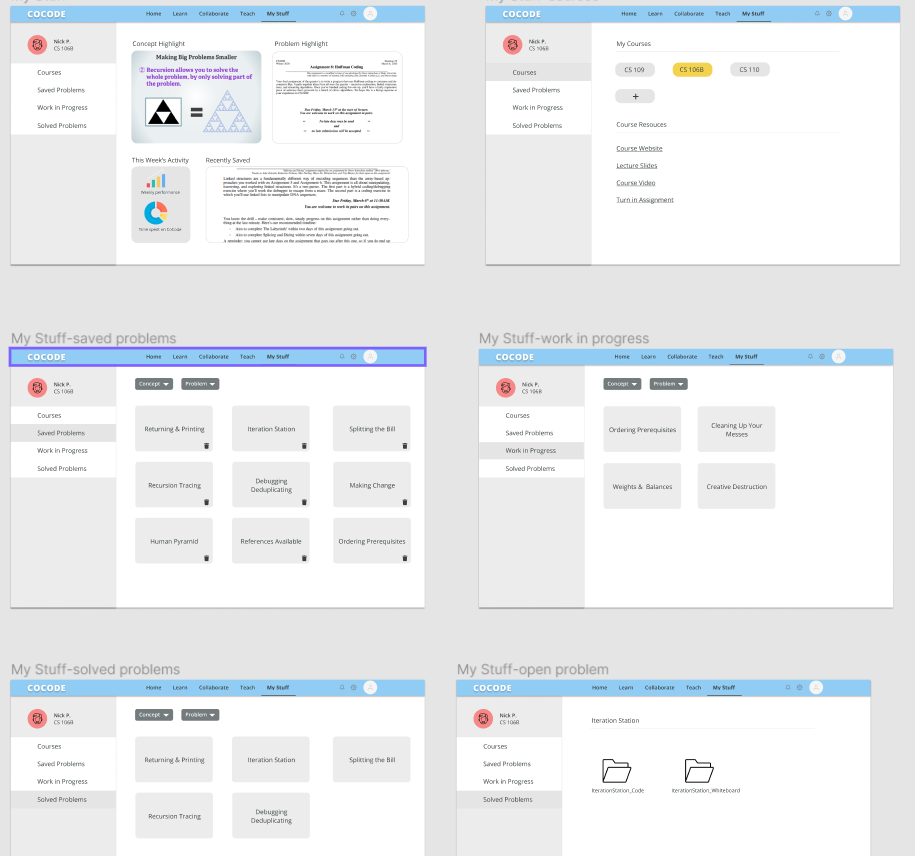 COCODE
Home Learn Collaborate Teach My Stuff
Nick P.
CS 106B
Courses
Saved Problems
Work in Progress
Solved Problems
Concept Highlight
Making Big Problems Smaller
Recursion allows you to solve the
whole problem, by only solving part of
the problem.
Problem Highlight
Assignment 8: Huffman Coding
This Week's Activity
Weekly performance
Time spent on CoCode
Recently Saved
Due Friday, March 6th at 11:30AM
You are welcome to work in pairs on this assignment.
COCODE
Home Learn Collaborate Teach My Stuff
Nick P.
CS 106B
Courses
Saved Problems
Work in Progress
Solved Problems
My Courses
CS 109
CS 106B
CS 110
+
Course Resouces
Course Website
Lecture Slides
Course Video
Turn in Assignment
My Stuff-saved problems
COCODE
Home Learn Collaborate Teach My Stuff
Nick P.
CS 106B
Courses
Saved Problems
Work in Progress
Solved Problems
Concept
Problem
Returning & Printing
Iteration Station
Splitting the Bill
Recursion Tracing
Debugging
Deduplicating
Making Change
Human Pyramid
References Available
Ordering Prerequisites
My Stuff-work in progress
COCODE
Home Learn Collaborate Teach My Stuff
Nick P.
CS 106B
Courses
Saved Problems
Work in Progress
Solved Problems
Concept
Problem
Ordering Prerequisites
Cleaning Up Your
Messes
Weights & Balances
Creative Destruction
My Stuff-solved problems
COCODE
Home Learn Collaborate Teach My Stuff
Nick P.
CS 106B
Courses
Saved Problems
Work in Progress
Solved Problems
Concept
Problem
Returning & Printing
Iteration Station
Splitting the Bill
Recursion Tracing
Debugging
Deduplicating
My Stuff-open problem
COCODE
Home Learn Collaborate Teach My Stuff
Nick P.
CS 106B
Courses
Saved Problems
Work in Progress
Solved Problems
Iteration Station
IterationStation_Code
IterationStation_Whiteboard